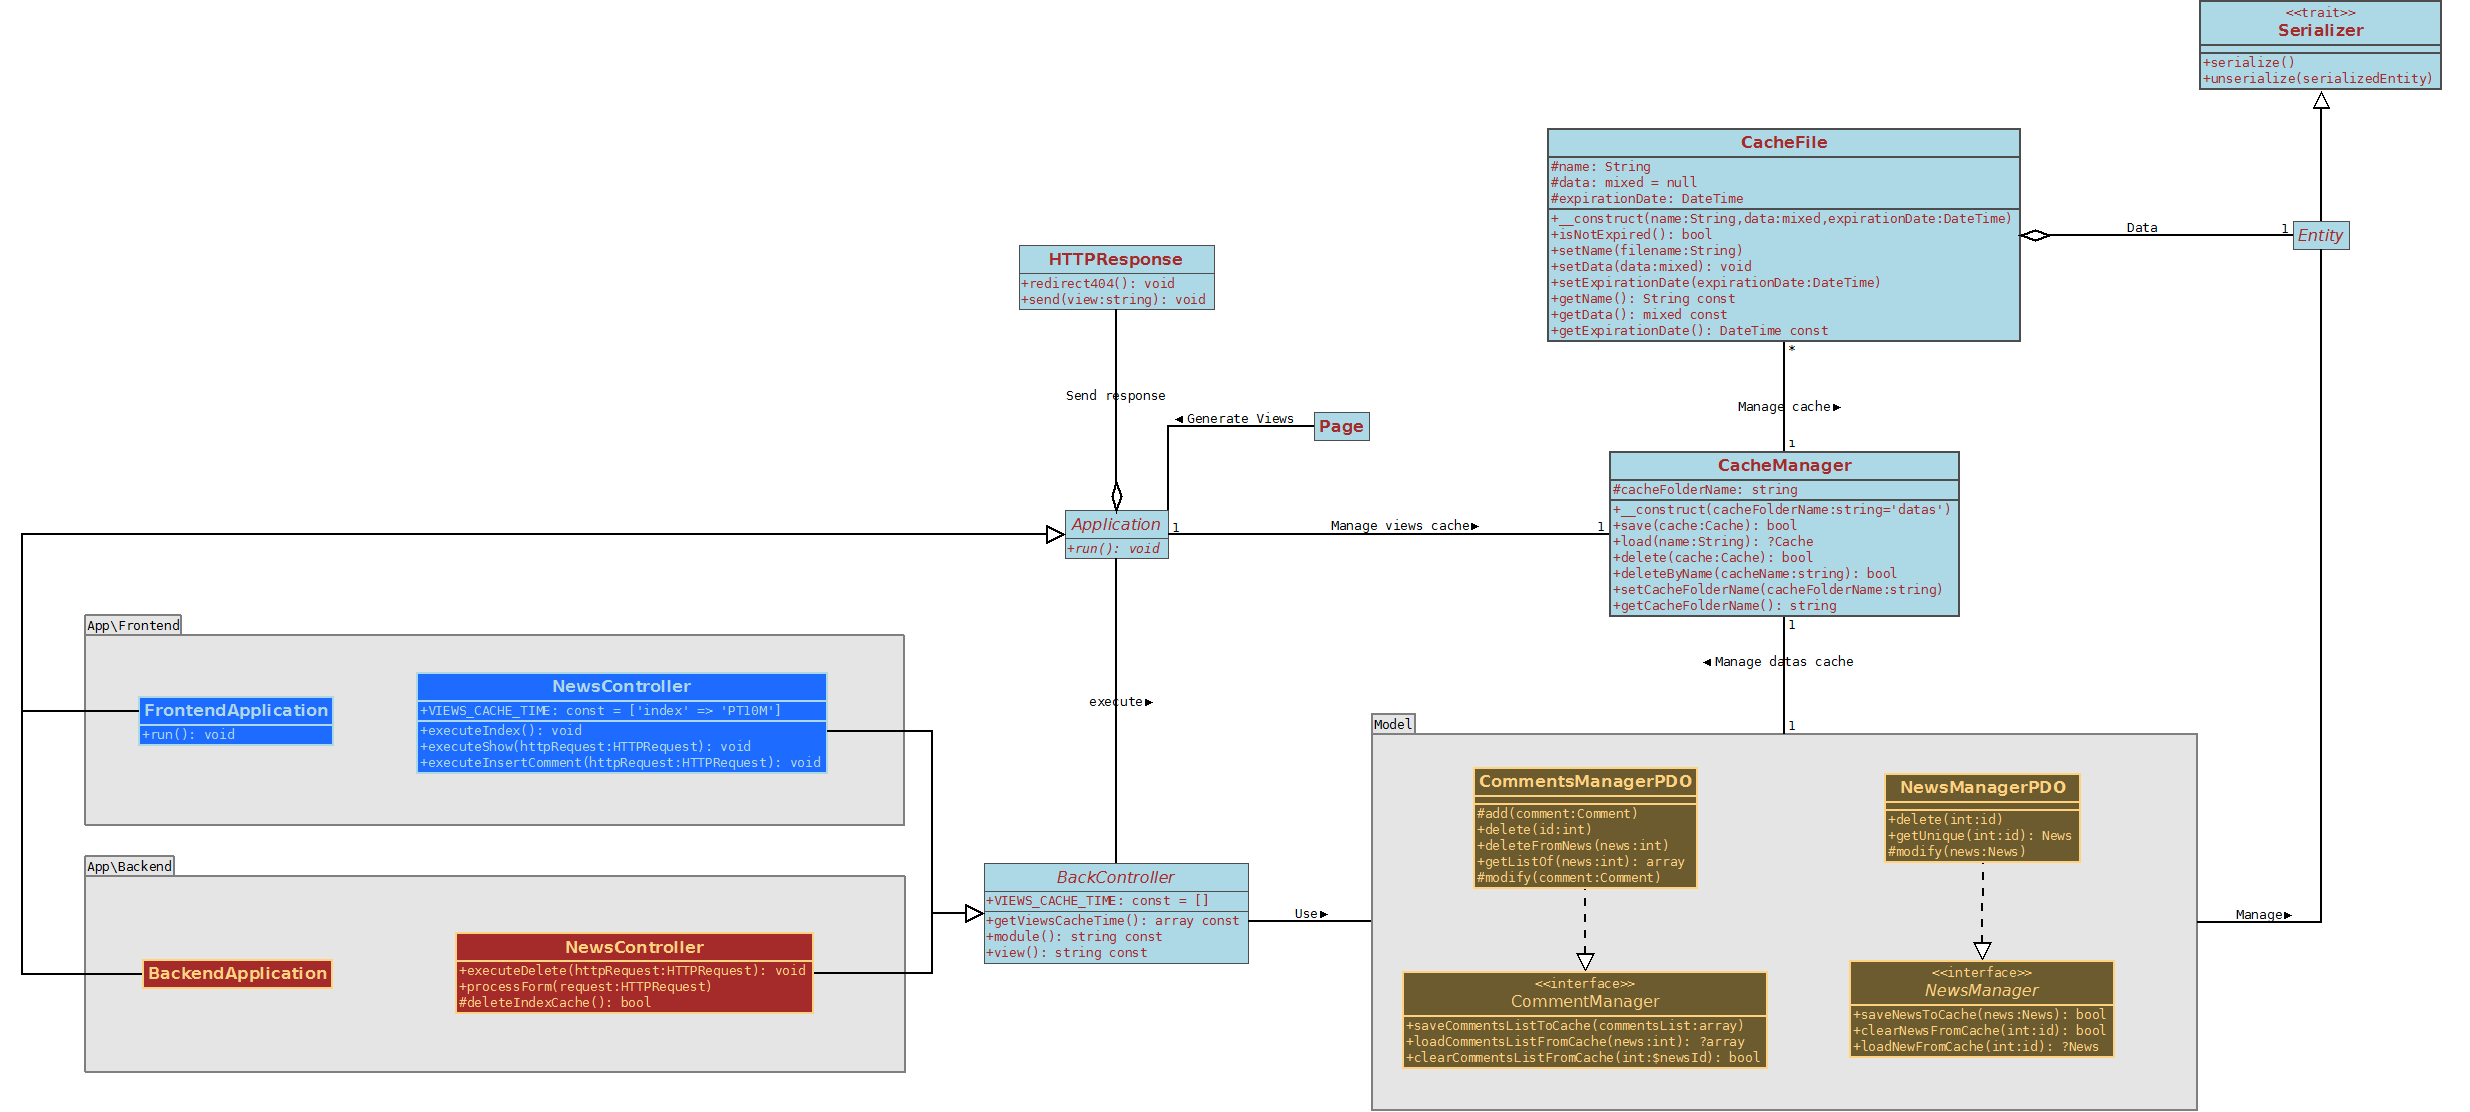 <<trait>>
Serializer
+serialize()
+unserialize(serializedEntity)
CacheFile
#name: String
#data: mixed = null
#expirationDate: DateTime
+__construct(name:String,data:mixed,expirationDate:DateTime)
+isNotExpired(): bool
+setName(filename:String)
+setData(data:mixed): void
+setExpirationDate(expirationDate:DateTime)
+getName(): String const
+getData(): mixed const
+getExpirationDate(): DateTime const
Data
1
Entity
HTTPResponse
+redirect404(): void
+send(view:string): void
*
Manage cache
1
Send response
Generate Views
Page
Application
+run(): void
1
Manage views cache
1
CacheManager
#cacheFolderName: string
+__construct(cacheFolderName:string='datas')
+save(cache:Cache): bool
+load(name:String): ?Cache
+delete(cache:Cache): bool
+deleteByName(cacheName:string): bool
+setCacheFolderName(cacheFolderName:string)
+getCacheFolderName(): string
1
Manage datas cache
1
App\Frontend
FrontendApplication
+run(): void
NewsController
+VIEWS_CACHE_TIME: const = ['index' => 'PT10M']
+executeIndex(): void
+executeShow(httpRequest:HTTPRequest): void
+executeInsertComment(httpRequest:HTTPRequest): void
execute
App\Backend
BackendApplication
NewsController
+executeDelete(httpRequest:HTTPRequest): void
+processForm(request:HTTPRequest)
#deleteIndexCache(): bool
BackController
+VIEWS_CACHE_TIME: const = []
+getViewsCacheTime(): array const
+module(): string const
+view(): string const
Use
Model
CommentsManagerPDO
#add(comment:Comment)
+delete(id:int)
+deleteFromNews(news:int)
+getListOf(news:int): array
#modify(comment:Comment)
NewsManagerPDO
+delete(int:id)
+getUnique(int:id): News
#modify(news:News)
<<interface>>
CommentManager
+saveCommentsListToCache(commentsList:array)
+loadCommentsListFromCache(news:int): ?array
+clearCommentsListFromCache(int:$newsId): bool
<<interface>>
NewsManager
+saveNewsToCache(news:News): bool
+clearNewsFromCache(int:id): bool
+loadNewFromCache(int:id): ?News
Manage